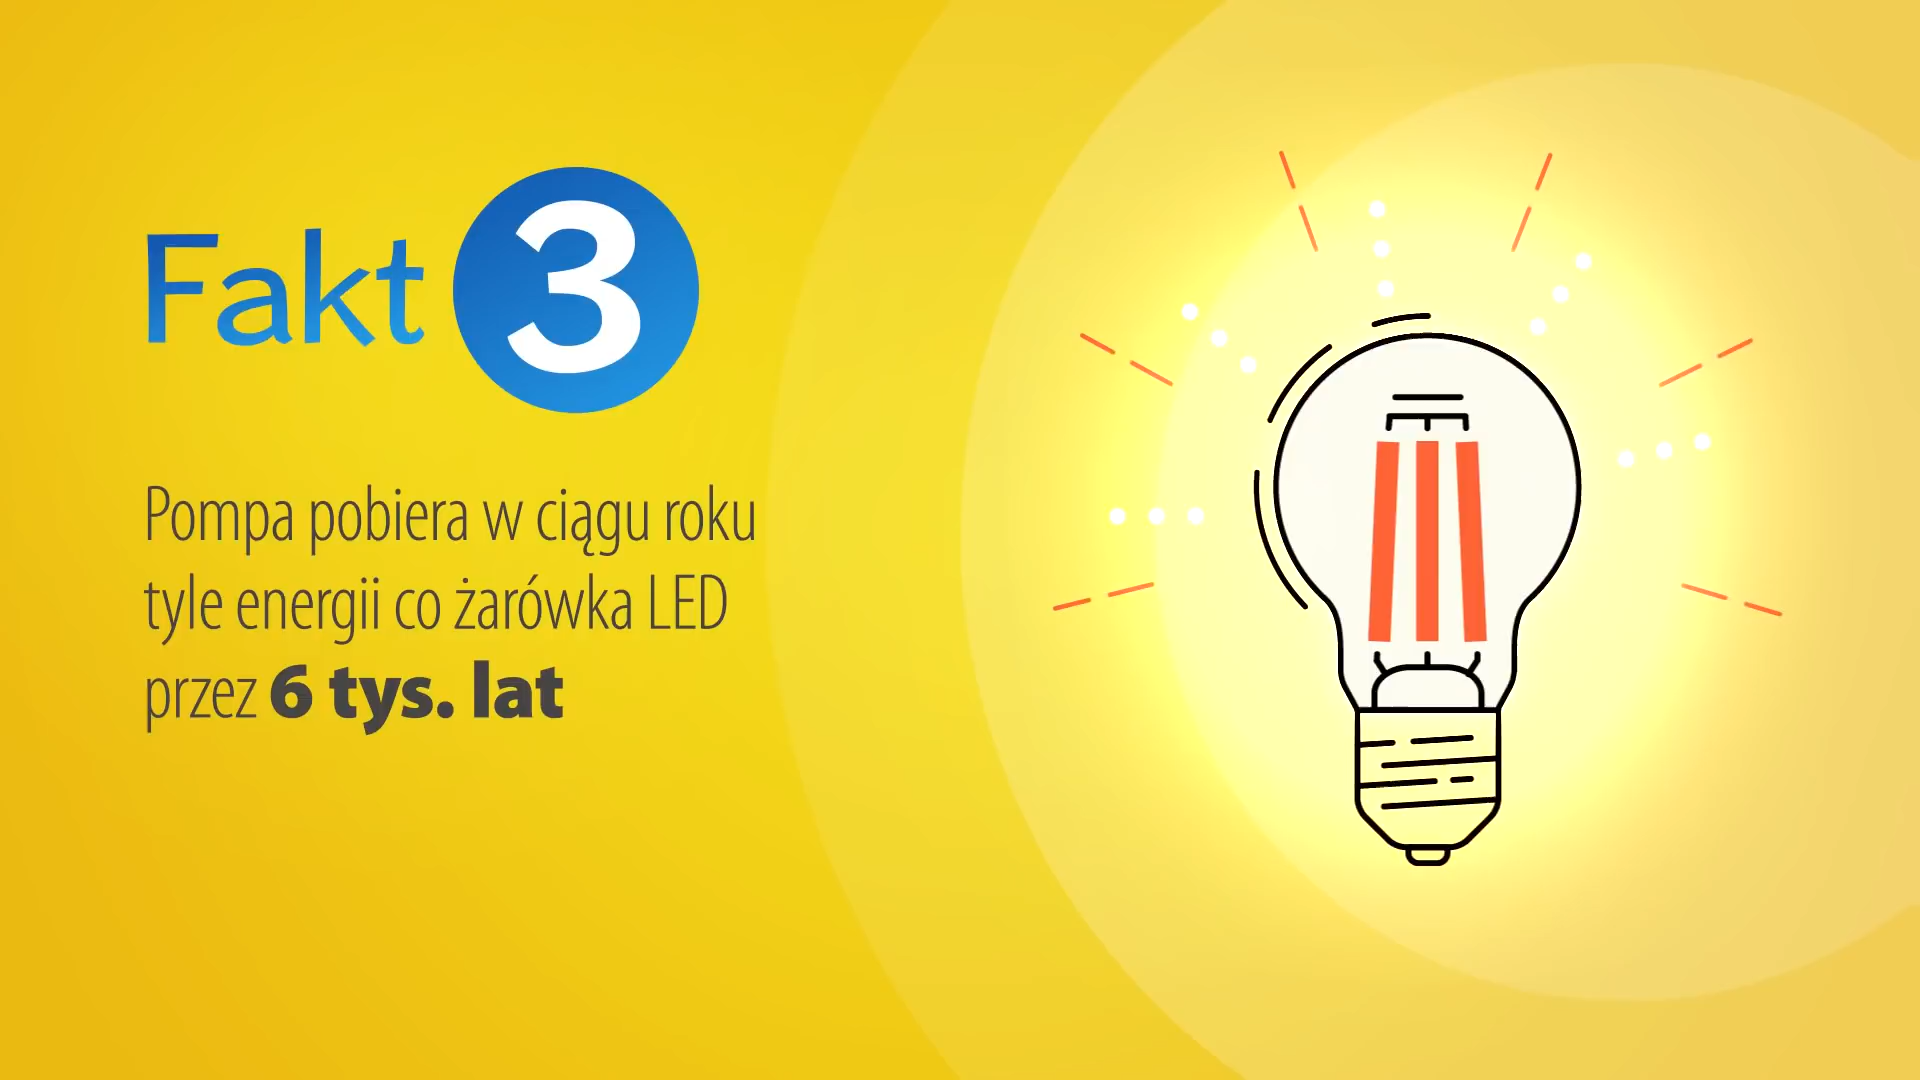 Fakt 3
Pompa pobiera w ciągu roku
tyle energii co żarówka LED
przez 6 tys. lat